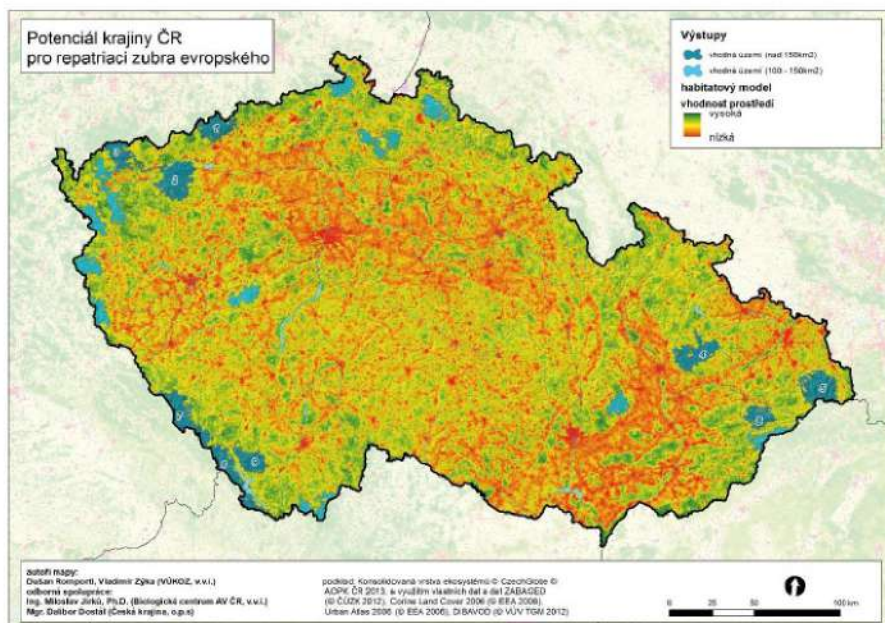 Potenciál krajiny ČR
pro repatriaci zubra evropského
Výstupy
vhodná území (nad 150km2)
vhodná území (100 - 150km2)
habitatový model
vhodnost prostředí
vysoká
nízká
4
autoři mapy:
Dušan Romportl, Vladimír Zýka (VÚKOZ, v.v.i.)
odborná spolupráce:
Ing. Miloslav Jirků, Ph.D. (Biologické centrum AV ČR, v.v.i.)
Mgr. Dalibor Dostál (Česká krajina, o.p.s)
podklad: Konsolidovaná vrstva ekosystémů © CzechGlobe ©
AOPK ČR 2013, s využitím vlastních dat a dat ZABAGED
(© ČÚZK 2012), Corine Land Cover 2006 (© EEA 2006),
Urban Atlas 2006 (© EEA 2006), DIBAVOD (© VÚV TGM 2012)
0 25 50 100 km